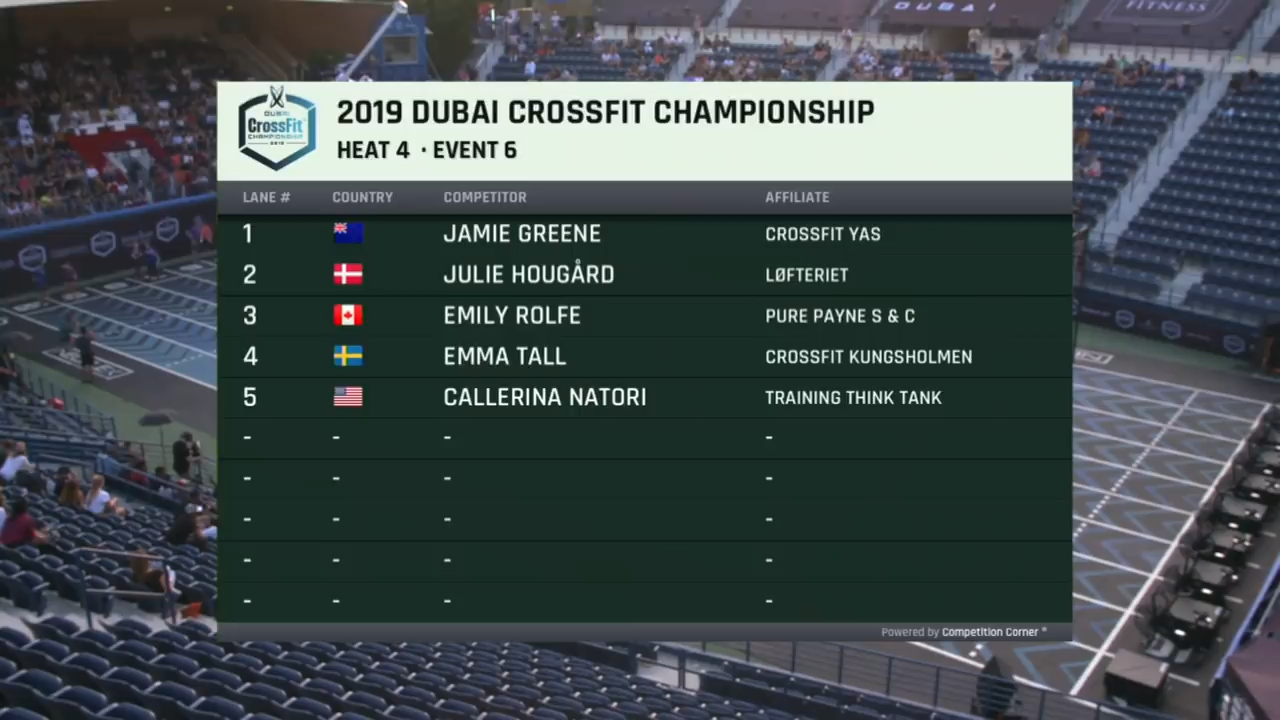 DUBAI
FITNESS
DUBAI
CrossFit
CHAMPIONSHIP
2019
2019 DUBAI CROSSFIT CHAMPIONSHIP
HEAT 4 · EVENT 6
LANE # COUNTRY COMPETITOR AFFILIATE
1 JAMIE GREENE CROSSFIT YAS
2 JULIE HOUGÅRD LØFTERIET
3 EMILY ROLFE PURE PAYNE S & C
4 EMMA TALL CROSSFIT KUNGSHOLMEN
5 CALLERINA NATORI TRAINING THINK TANK
- - - -
- - - -
- - - -
- - - -
- - - -
Powered by Competition Corner ®